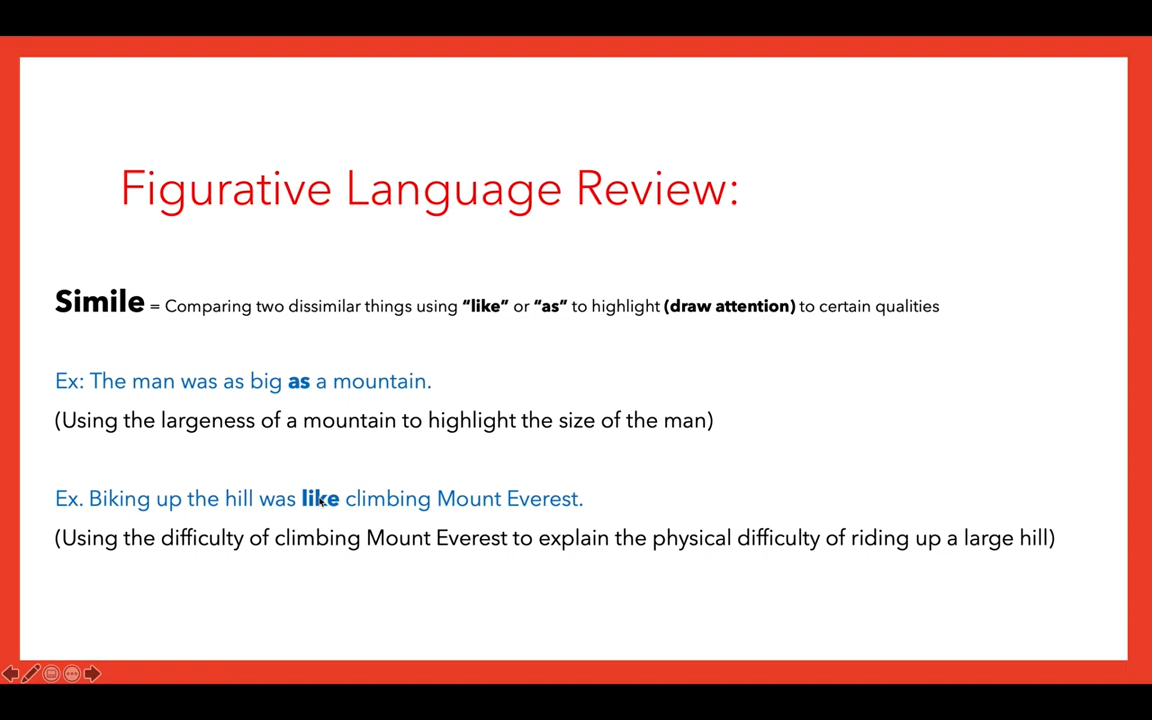 Figurative Language Review:
Simile = Comparing two dissimilar things using “like” or “as” to highlight (draw attention) to certain qualities
Ex: The man was as big as a mountain.
(Using the largeness of a mountain to highlight the size of the man)
Ex. Biking up the hill was like climbing Mount Everest.
(Using the difficulty of climbing Mount Everest to explain the physical difficulty of riding up a large hill)